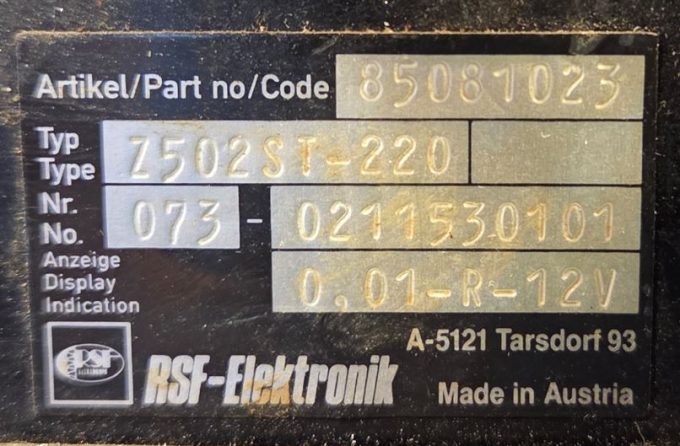 Artikel/Part no/Code 85081023
Typ
Type Z502ST-220
Nr.
No. 073 - 0211530101
Anzeige
Display
Indication 0,01-R-12V
RSF
A-5121 Tarsdorf 93
RSF-Elektronik
Made in Austria